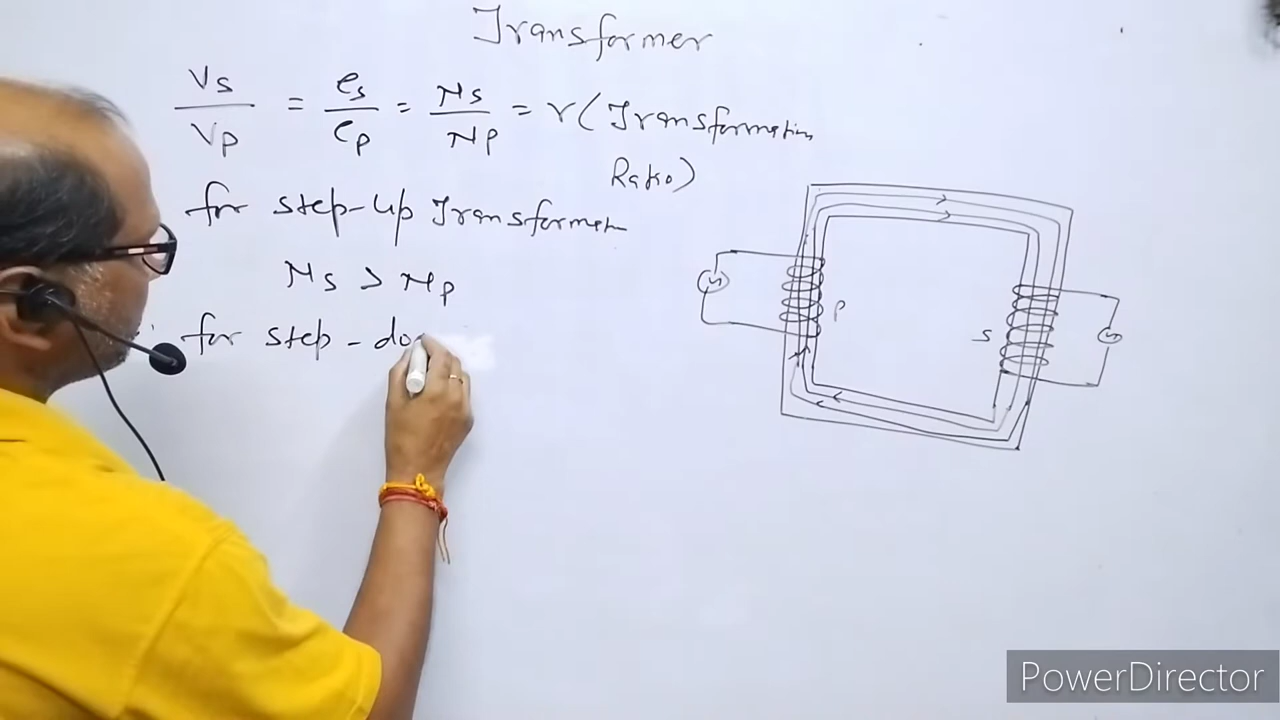 Transformer
Vs/Vp = es/ep = Ns/Np = r (Transformation
Ratio)
for step-up Transformer
Ns > Np
for step-do
P
S
PowerDirector